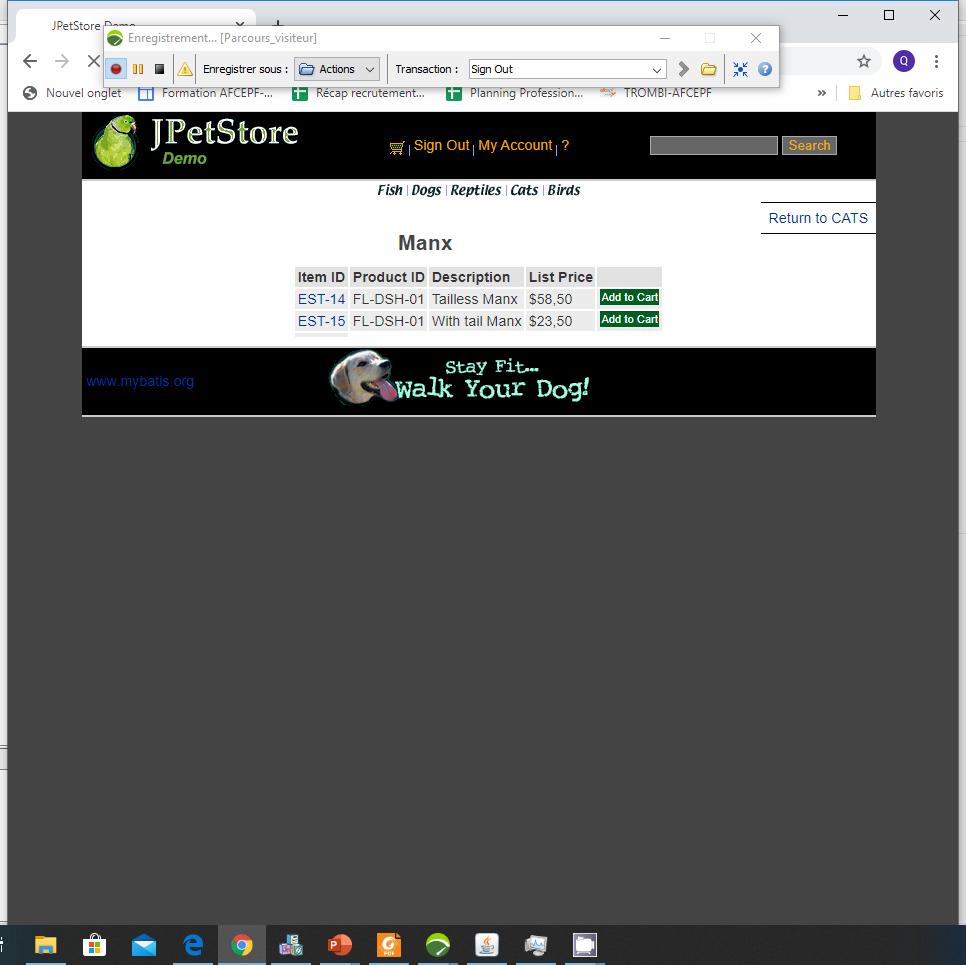 JPetStore Demo
Enregistrement... [Parcours_visiteur]
Enregistrer sous : Actions Transaction : Sign Out
Q
Nouvel onglet Formation AFCEPF-... Récap recrutement... Planning Profession... TROMBI-AFCEPF » Autres favoris
JPetStore
Demo
Sign Out | My Account | ?
Search
Fish | Dogs | Reptiles | Cats | Birds
Return to CATS
Manx
Item ID Product ID Description List Price
EST-14 FL-DSH-01 Tailless Manx $58,50 Add to Cart
EST-15 FL-DSH-01 With tail Manx $23,50 Add to Cart
www.mybatis.org
Stay Fit...
Walk Your Dog!